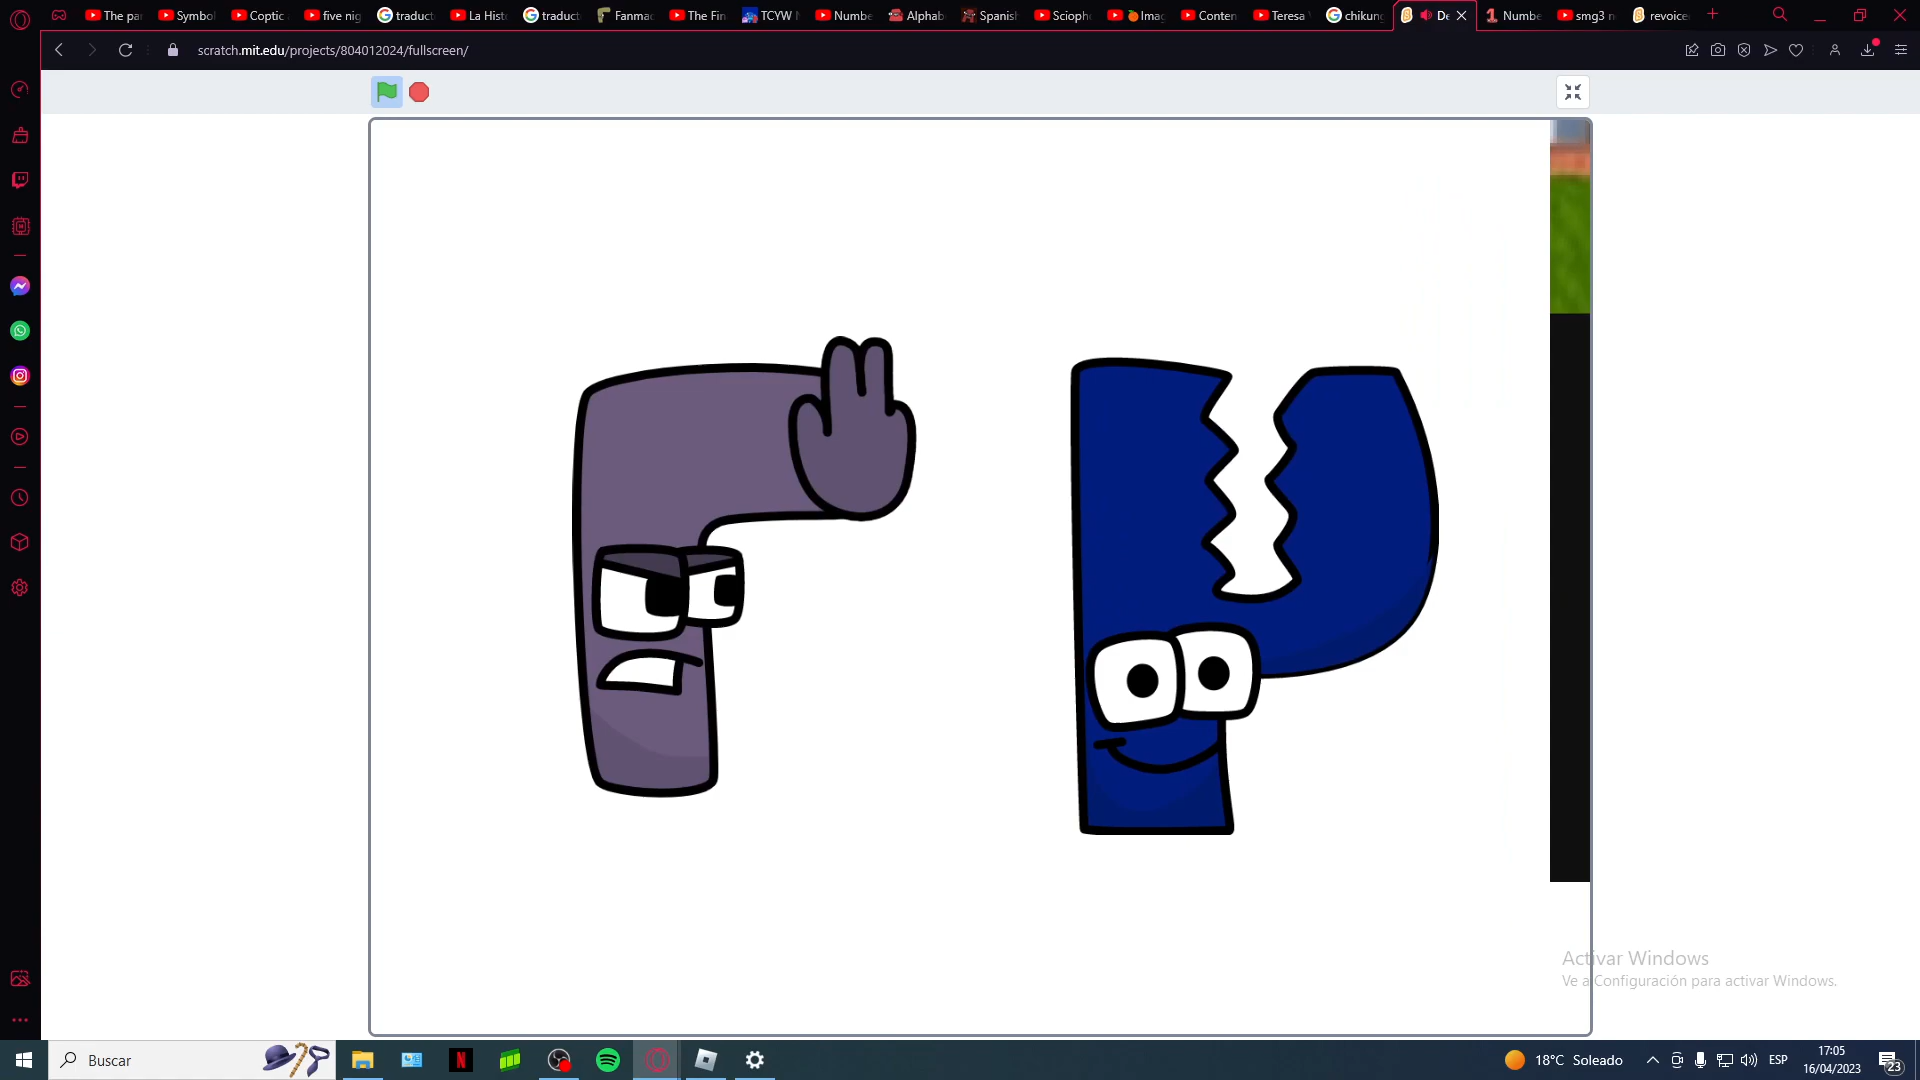 The par
Symbol
Coptic
five nig
traduct
La Hist
traduct
Fanmac
The Fin
TCYW
Numbe
Alphab
Spanish
Scioph
Imag
Conten
Teresa
chikung
De
Numbe
smg3 n
revoice
scratch.mit.edu/projects/804012024/fullscreen/
Activar Windows
Ve a Configuración para activar Windows.
Buscar
18°C Soleado
ESP
17:05
16/04/2023
23